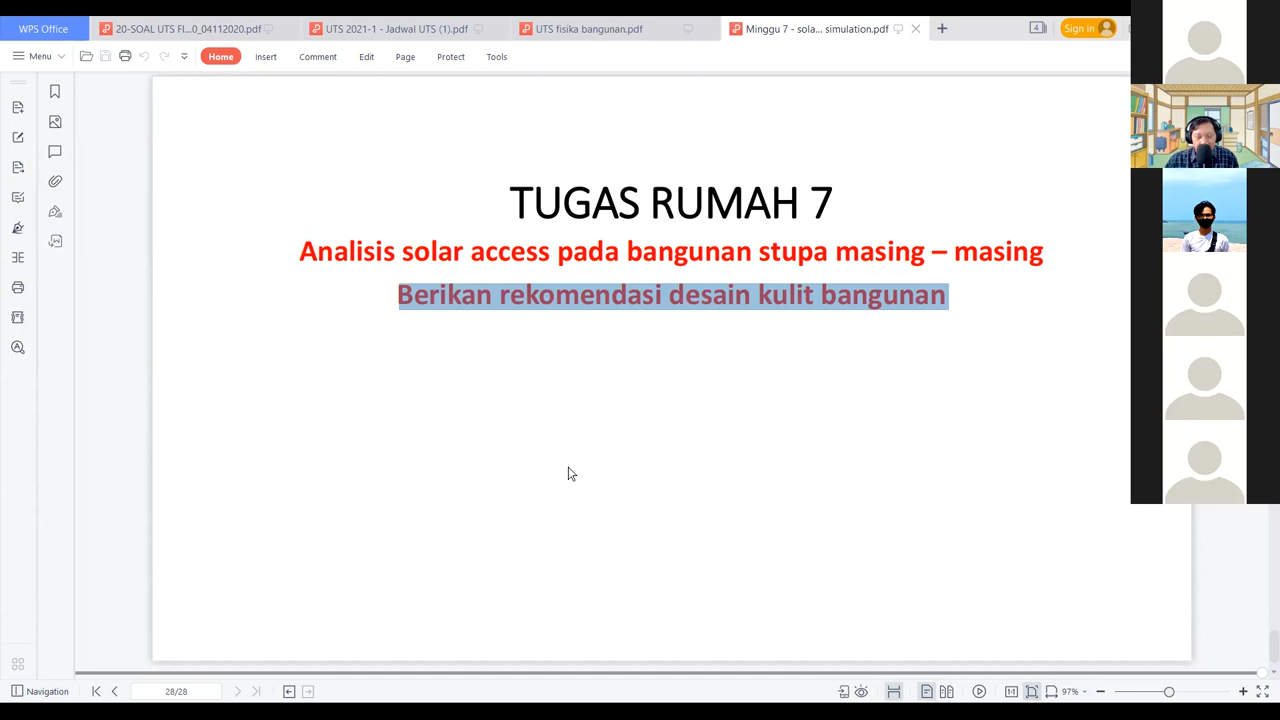 WPS Office
20-SOAL UTS FI...0_04112020.pdf
UTS 2021-1 - Jadwal UTS (1).pdf
UTS fisika bangunan.pdf
Minggu 7 - sola... simulation.pdf
4
Sign in
Menu
Home
Insert
Comment
Edit
Page
Protect
Tools
TUGAS RUMAH 7
Analisis solar access pada bangunan stupa masing – masing
Berikan rekomendasi desain kulit bangunan
Navigation
28/28
97%